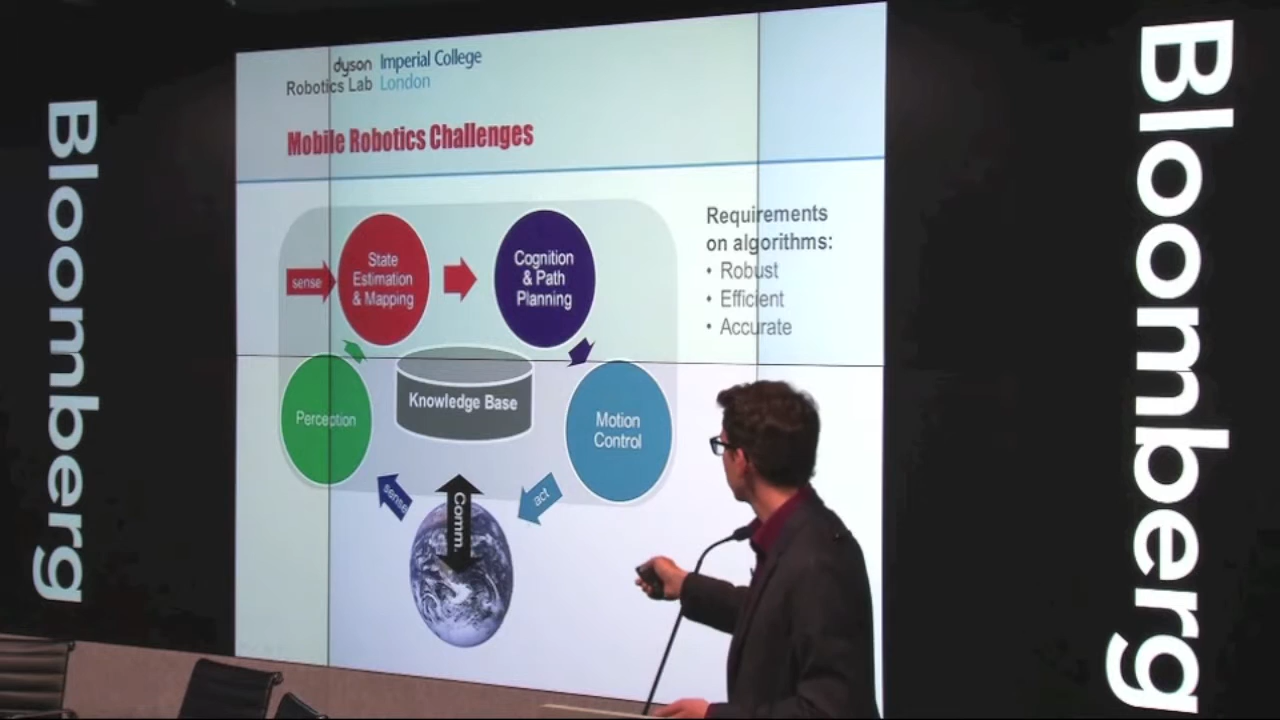 Bloomberg
dyson Imperial College
Robotics Lab London
Mobile Robotics Challenges
sense
State
Estimation
& Mapping
Cognition
& Path
Planning
Requirements
on algorithms:
• Robust
• Efficient
• Accurate
Perception
Knowledge Base
Motion
Control
sense
Comm.
act
Bloomberg